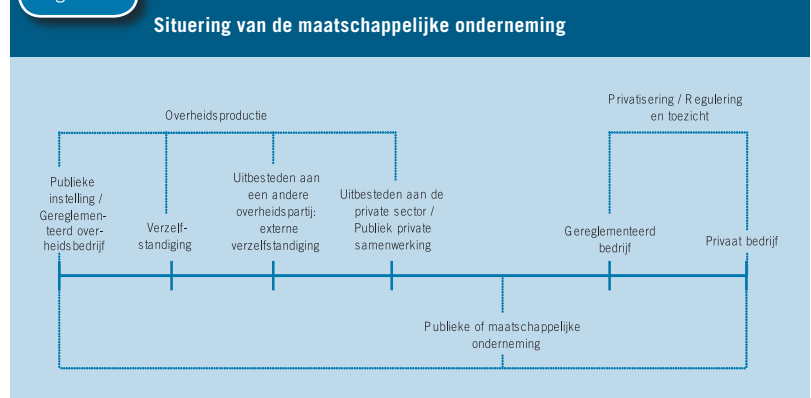 Situering van de maatschappelijke onderneming
Privatisering / Regulering
en toezicht
Overheidsproductie
Publieke
instelling /
Gereglemen-
teerd over-
heidsbedrijf
Verzelf-
standiging
Uitbesteden aan
een andere
overheidspartij:
externe
verzelfstandiging
Uitbesteden aan de
private sector /
Publiek private
samenwerking
Gereglementeerd
bedrijf
Privaat bedrijf
Publieke of maatschappelijke
onderneming